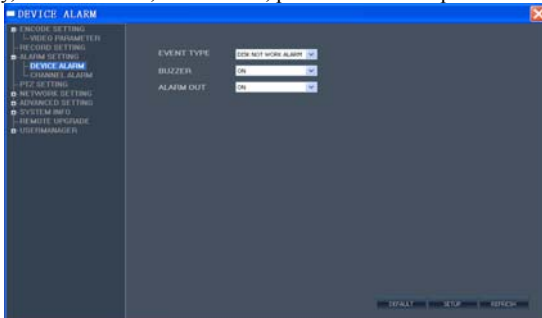 DEVICE ALARM
ENCODE SETTING
VIDEO PARAMETER
RECORD SETTING
ALARM SETTING
DEVICE ALARM
CHANNEL ALARM
PTZ SETTING
NETWORK SETTING
ADVANCED SETTING
SYSTEM INFO
REMOTE UPGRADE
USERMANAGER
EVENT TYPE
NOT WORK ALARM
BUZZER ON
ALARM OUT ON
DEFAULT SETUP REFRESH